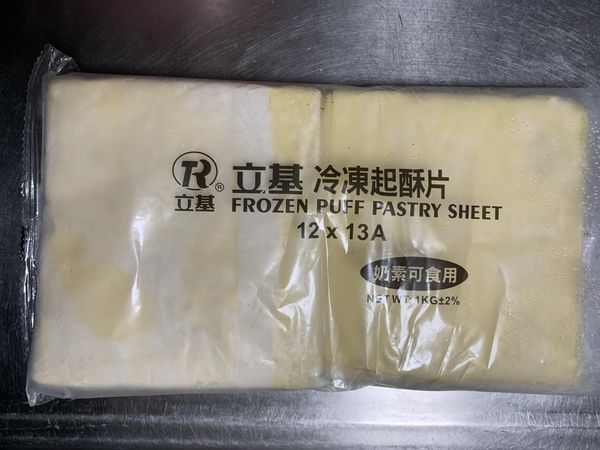 TR®
立基
立基 冷凍起酥片
FROZEN PUFF PASTRY SHEET
12 x 13A
奶素可食用
NET WT: 1KG±2%